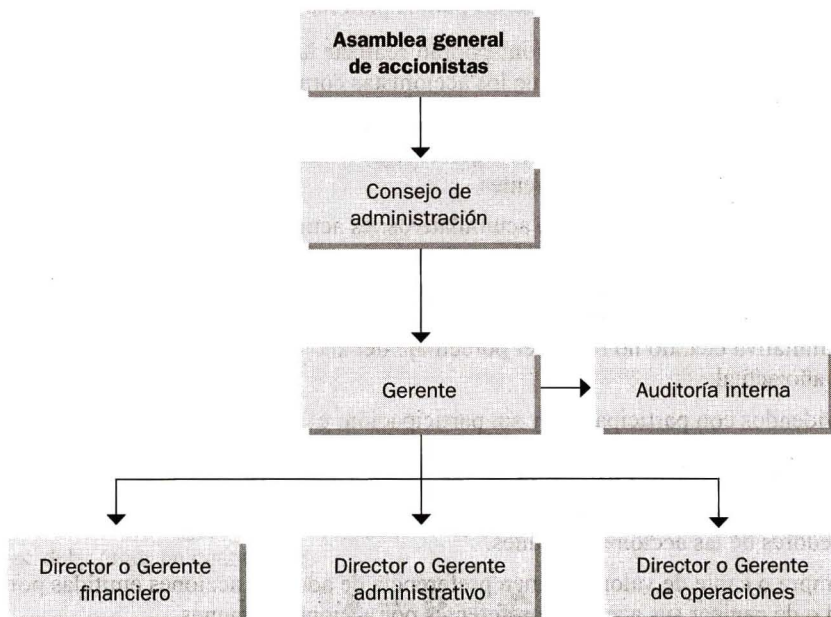 Asamblea general
de accionistas
Consejo de
administración
Gerente
Auditoría interna
Director o Gerente
financiero
Director o Gerente
administrativo
Director o Gerente
de operaciones